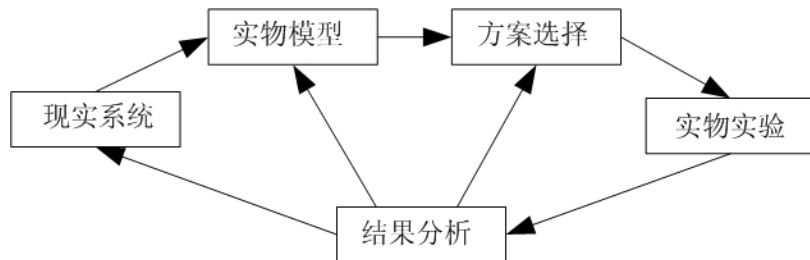 实物模型
方案选择
现实系统
实物实验
结果分析